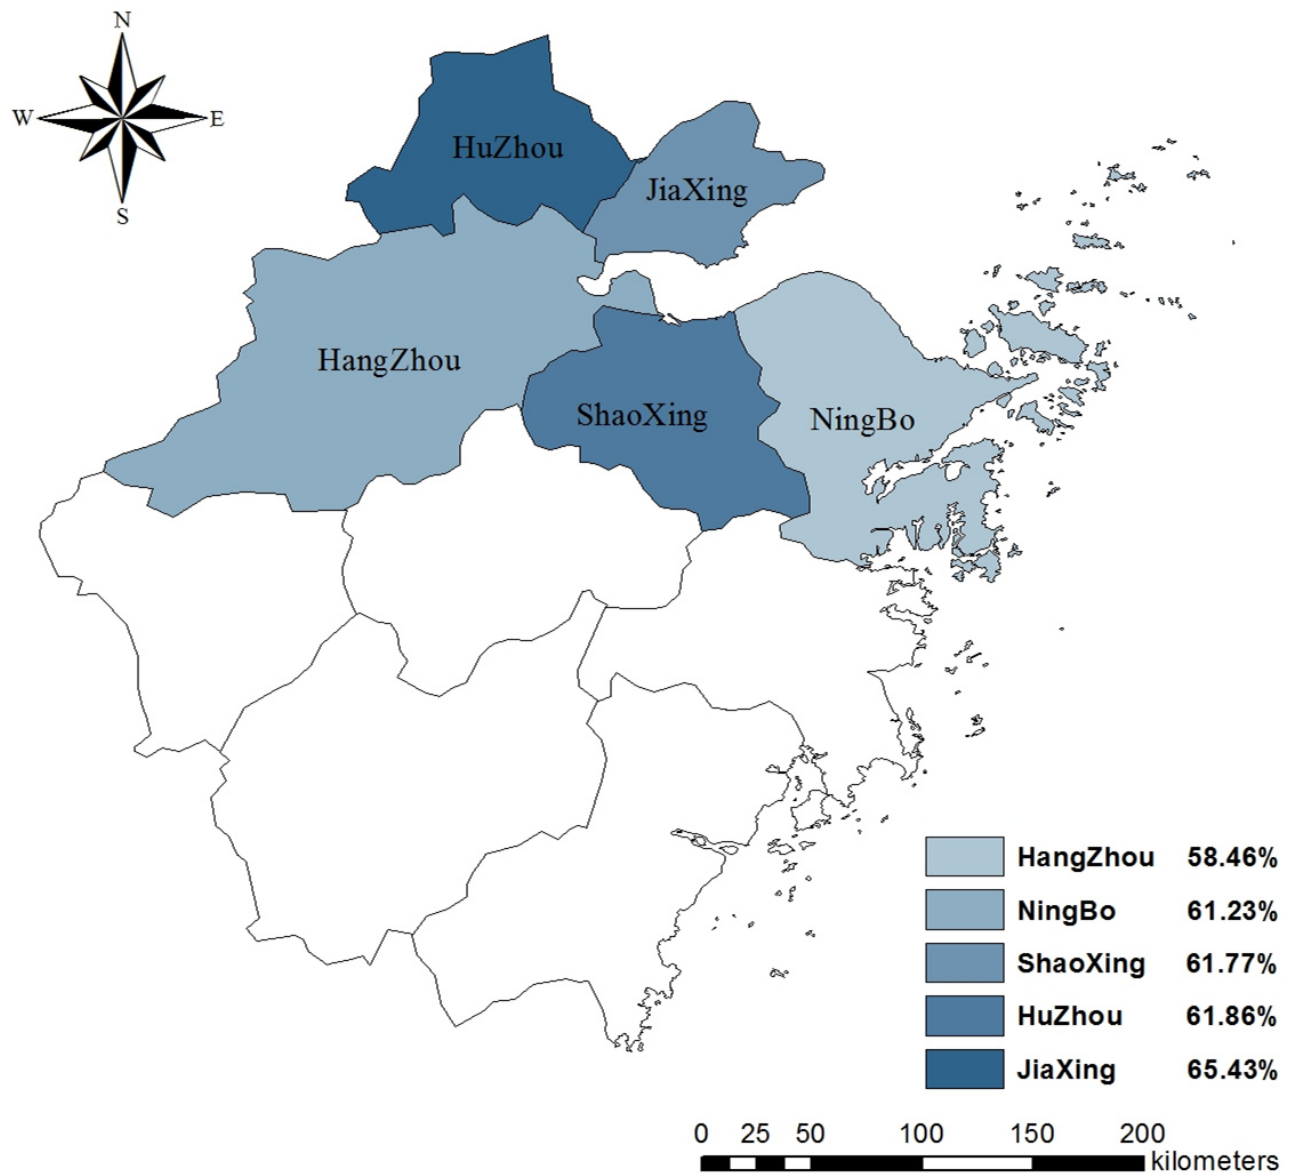 N
W E
S
HuZhou
JiaXing
HangZhou
ShaoXing
NingBo
HangZhou 58.46%
NingBo 61.23%
ShaoXing 61.77%
HuZhou 61.86%
JiaXing 65.43%
0 25 50 100 150 200
kilometers